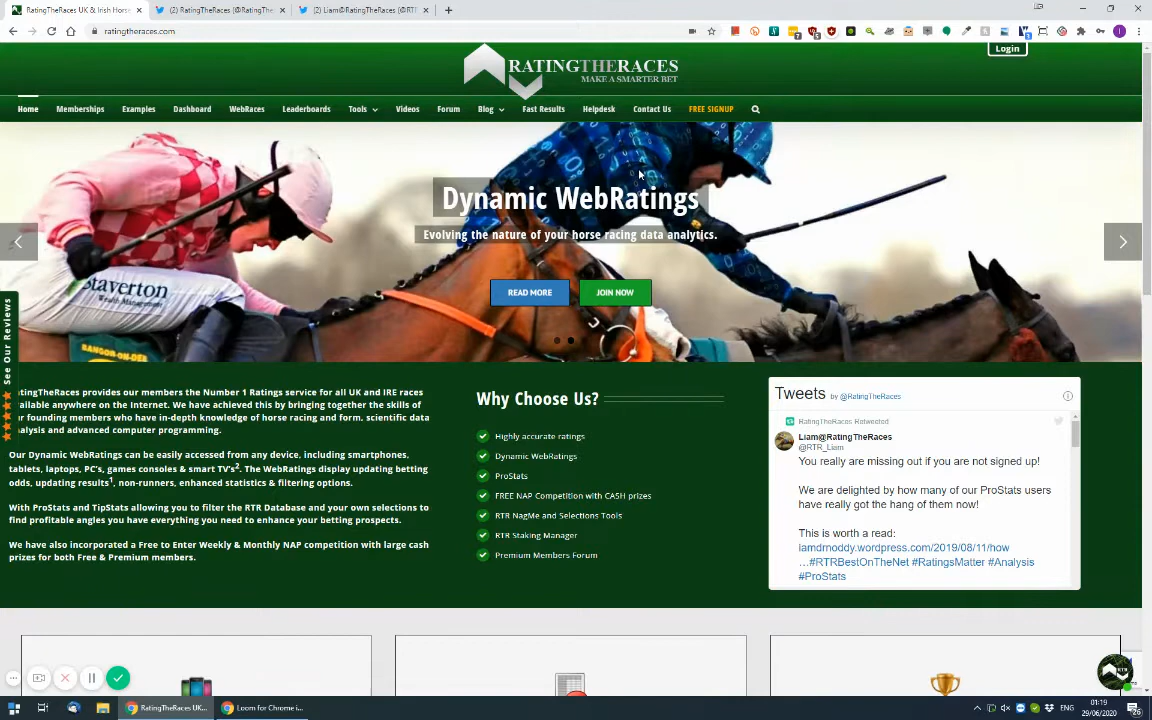 RatingTheRaces UK & Irish Horse
(2) RatingTheRaces (@RatingThe
(2) Liam@RatingTheRaces (@RTR
ratingtheraces.com
Login
RATINGTHERACES
MAKE A SMARTER BET
Home Memberships Examples Dashboard WebRaces Leaderboards Tools Videos Forum Blog Fast Results Helpdesk Contact Us FREE SIGNUP
Dynamic WebRatings
Evolving the nature of your horse racing data analytics.
READ MORE JOIN NOW
Staverton
BANGOR-ON-DEE
See Our Reviews
atingTheRaces provides our members the Number 1 Ratings service for all UK and IRE races
ailable anywhere on the Internet. We have achieved this by bringing together the skills of
r founding members who have in-depth knowledge of horse racing and form. scientific data
alysis and advanced computer programming.
Our Dynamic WebRatings can be easily accessed from any device, including smartphones,
tablets, laptops, PC's, games consoles & smart TV's². The WebRatings display updating betting
odds, updating results¹, non-runners, enhanced statistics & filtering options.
With ProStats and TipStats allowing you to filter the RTR Database and your own selections to
find profitable angles you have everything you need to enhance your betting prospects.
We have also incorporated a Free to Enter Weekly & Monthly NAP competition with large cash
prizes for both Free & Premium members.
Why Choose Us?
Highly accurate ratings
Dynamic WebRatings
ProStats
FREE NAP Competition with CASH prizes
RTR NagMe and Selections Tools
RTR Staking Manager
Premium Members Forum
Tweets by @RatingTheRaces
RatingTheRaces Retweeted
Liam@RatingTheRaces
@RTR_Liam
You really are missing out if you are not signed up!
We are delighted by how many of our ProStats users
have really got the hang of them now!
This is worth a read:
iamdrnoddy.wordpress.com/2019/08/11/how
…#RTRBestOnTheNet #RatingsMatter #Analysis
#ProStats
RatingTheRaces UK...
Loom for Chrome i...
ENG
01:19
29/06/2020